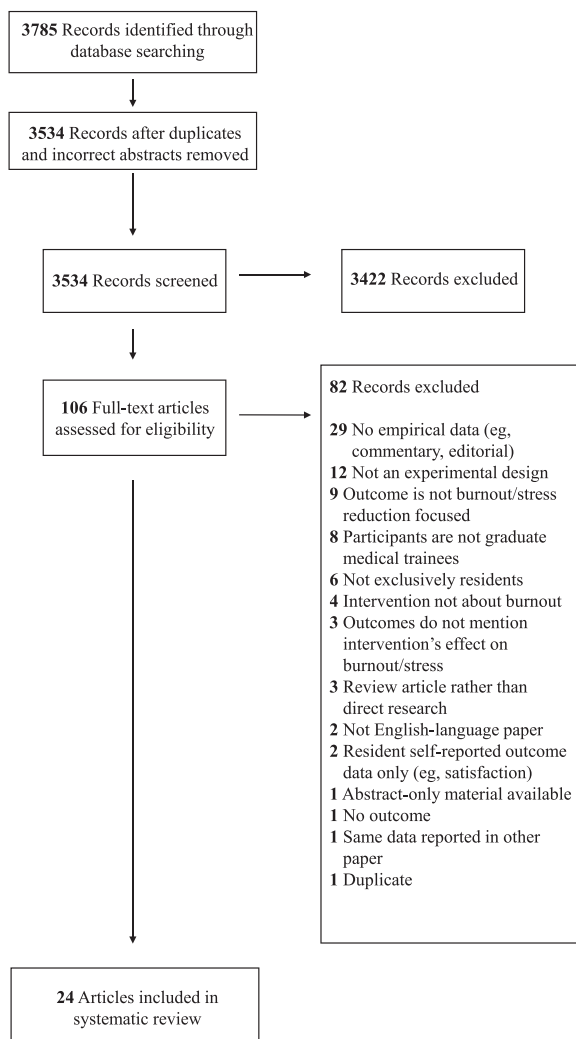 3785 Records identified through
database searching
3534 Records after duplicates
and incorrect abstracts removed
3534 Records screened
3422 Records excluded
106 Full-text articles
assessed for eligibility
82 Records excluded
29 No empirical data (eg,
commentary, editorial)
12 Not an experimental design
9 Outcome is not burnout/stress
reduction focused
8 Participants are not graduate
medical trainees
6 Not exclusively residents
4 Intervention not about burnout
3 Outcomes do not mention
intervention's effect on
burnout/stress
3 Review article rather than
direct research
2 Not English-language paper
2 Resident self-reported outcome
data only (eg, satisfaction)
1 Abstract-only material available
1 No outcome
1 Same data reported in other
paper
1 Duplicate
24 Articles included in
systematic review